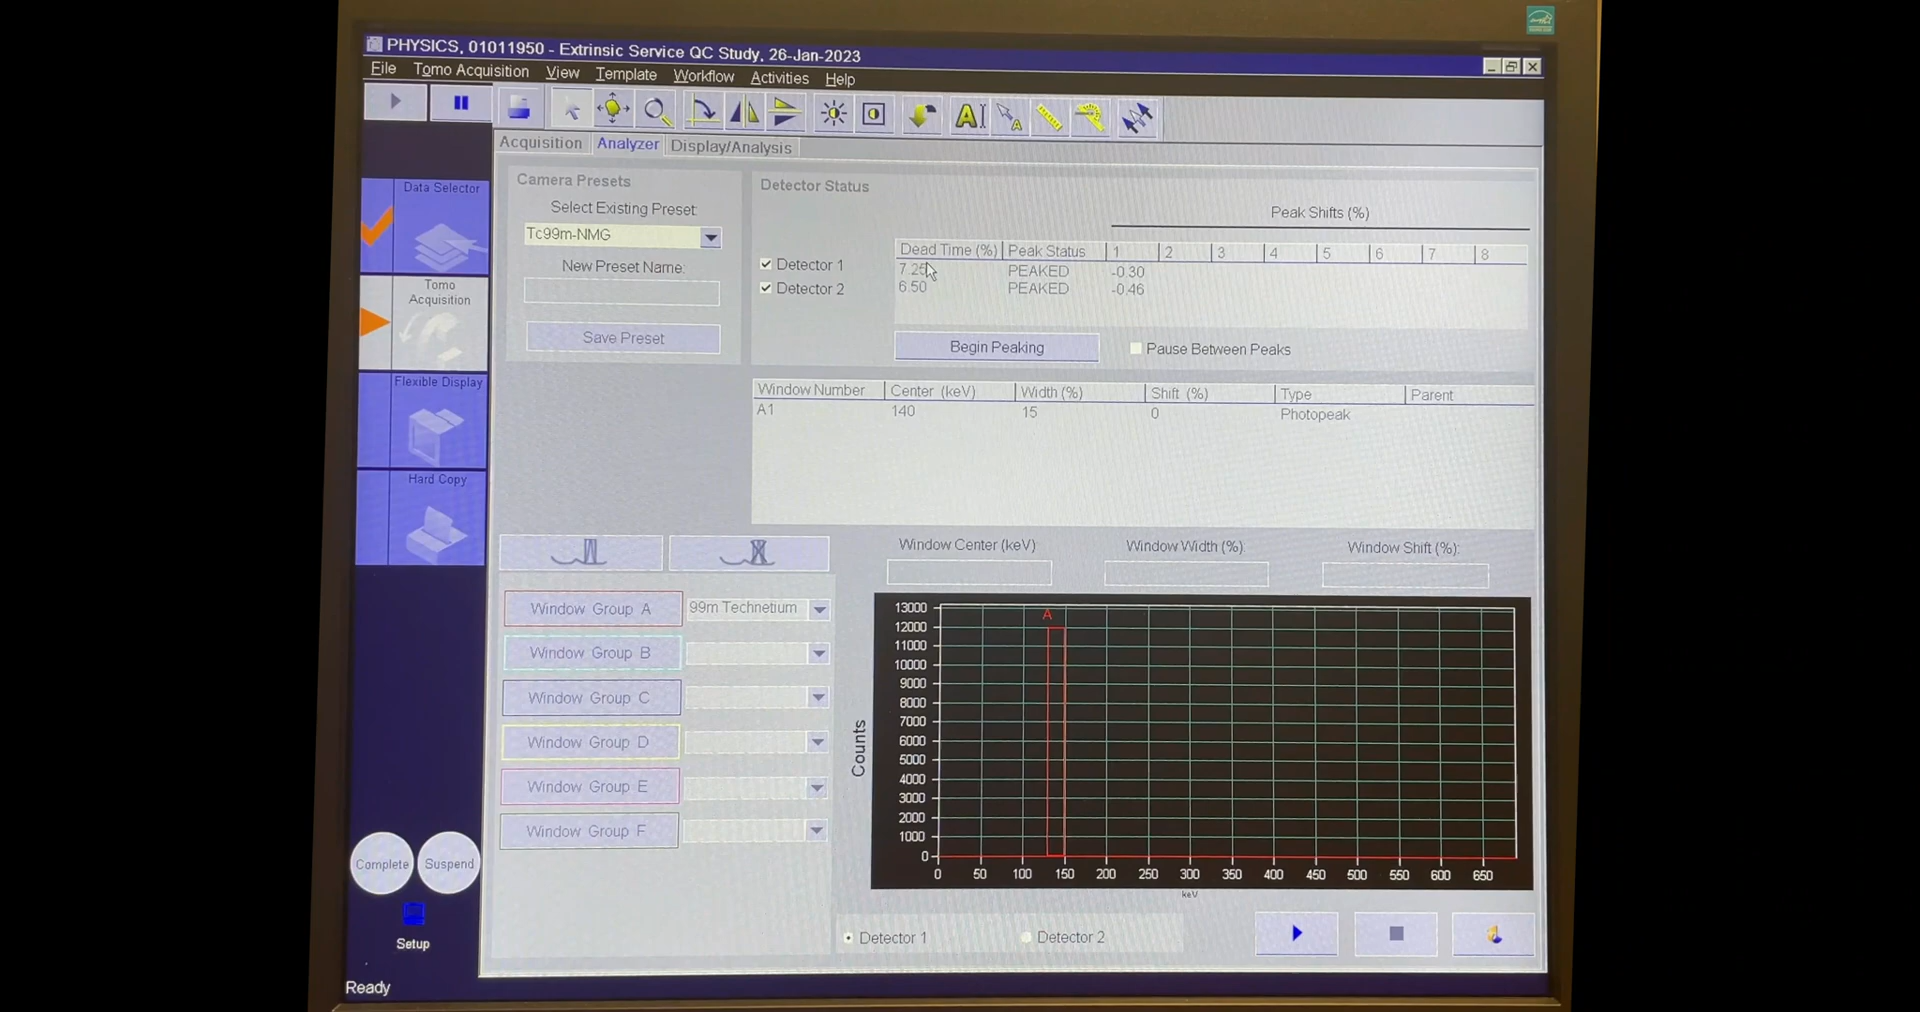 PHYSICS, 01011950 - Extrinsic Service QC Study, 26-Jan-2023
File Tomo Acquisition View Template Workflow Activities Help
Acquisition Analyzer Display/Analysis
Data Selector
Tomo
Acquisition
Flexible Display
Hard Copy
Complete Suspend
Setup
Ready
Camera Presets
Select Existing Preset:
Tc99m-NMG
New Preset Name:
Save Preset
Detector Status
Peak Shifts (%)
Dead Time (%) Peak Status 1 2 3 4 5 6 7 8
Detector 1 PEAKED -0.30
Detector 2 6.50 PEAKED -0.46
Begin Peaking Pause Between Peaks
Window Number Center (keV) Width (%) Shift (%) Type Parent
A1 140 15 0 Photopeak
Window Center (keV) Window Width (%): Window Shift (%):
Window Group A 99m Technetium
Window Group B
Window Group C
Window Group D
Window Group E
Window Group F
A
13000
12000
11000
10000
9000
8000
7000
6000
5000
4000
3000
2000
1000
0
Counts
0 50 100 150 200 250 300 350 400 450 500 550 600 650
keV
Detector 1 Detector 2